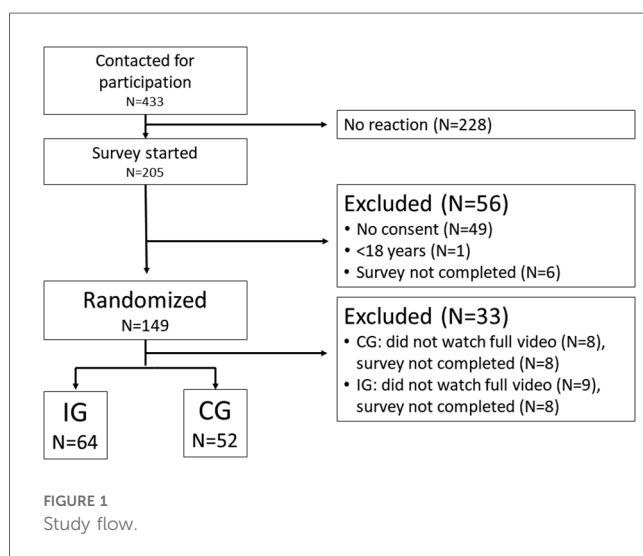 Contacted for
participation
N=433
No reaction (N=228)
Survey started
N=205
Excluded (N=56)
• No consent (N=49)
• <18 years (N=1)
• Survey not completed (N=6)
Randomized
N=149
Excluded (N=33)
• CG: did not watch full video (N=8),
survey not completed (N=8)
• IG: did not watch full video (N=9),
survey not completed (N=8)
IG
N=64
CG
N=52
FIGURE 1
Study flow.